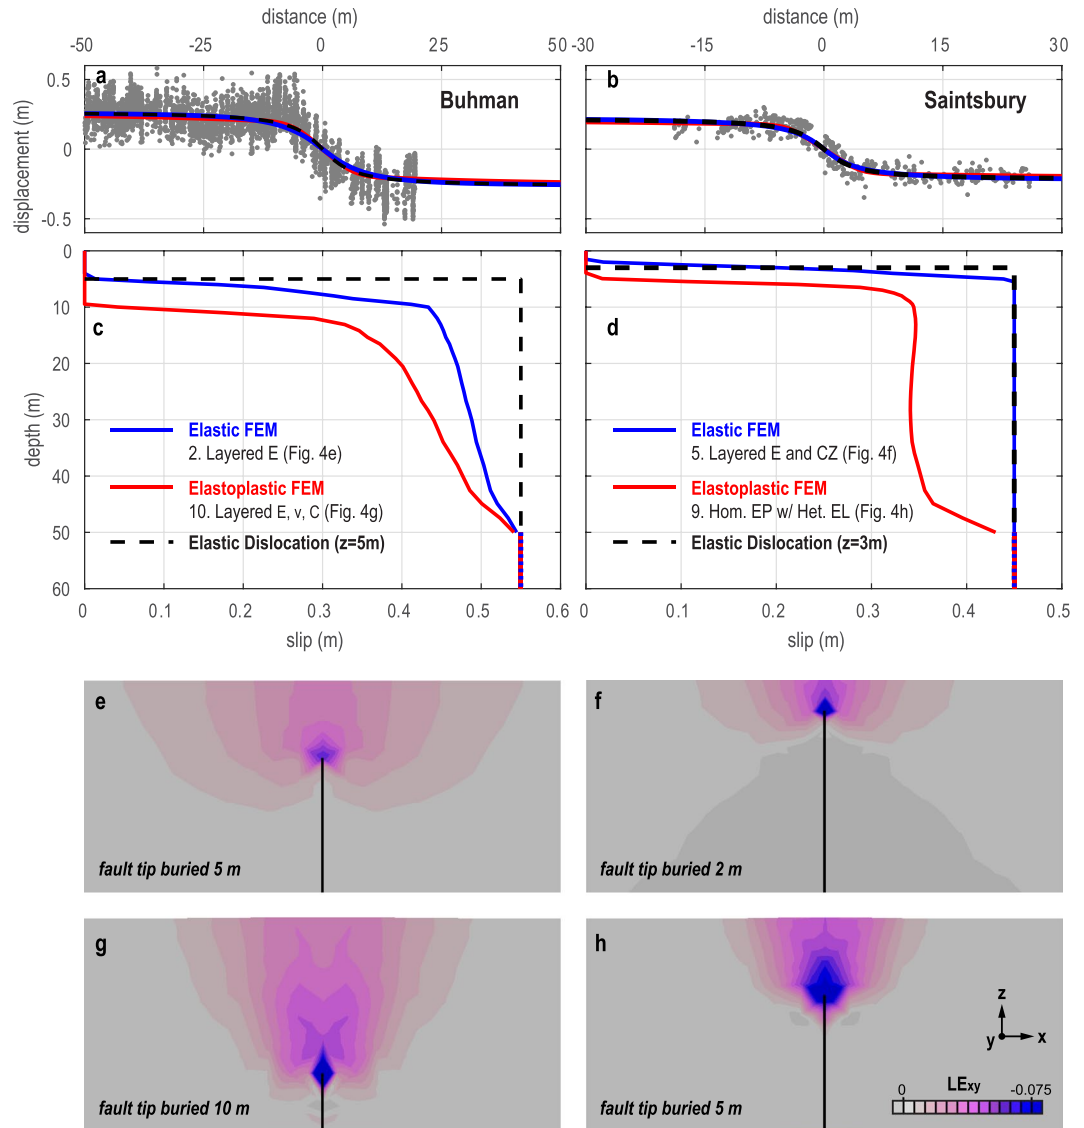 distance (m)
distance (m)
-50 -25 0 25 50
-30 -15 0 15 30
a
Buhman
b
Saintsbury
displacement (m)
0.5
0
-0.5
c
d
depth (m)
0
10
20
30
40
50
60
Elastic FEM
2. Layered E (Fig. 4e)
Elastoplastic FEM
10. Layered E, v, C (Fig. 4g)
Elastic Dislocation (z=5m)
Elastic FEM
5. Layered E and CZ (Fig. 4f)
Elastoplastic FEM
9. Hom. EP w/ Het. EL (Fig. 4h)
Elastic Dislocation (z=3m)
0 0.1 0.2 0.3 0.4 0.5 0.6
0 0.1 0.2 0.3 0.4 0.5
slip (m)
slip (m)
e
fault tip buried 5 m
f
fault tip buried 2 m
g
fault tip buried 10 m
h
fault tip buried 5 m
z
y
x
LExy
0 -0.075